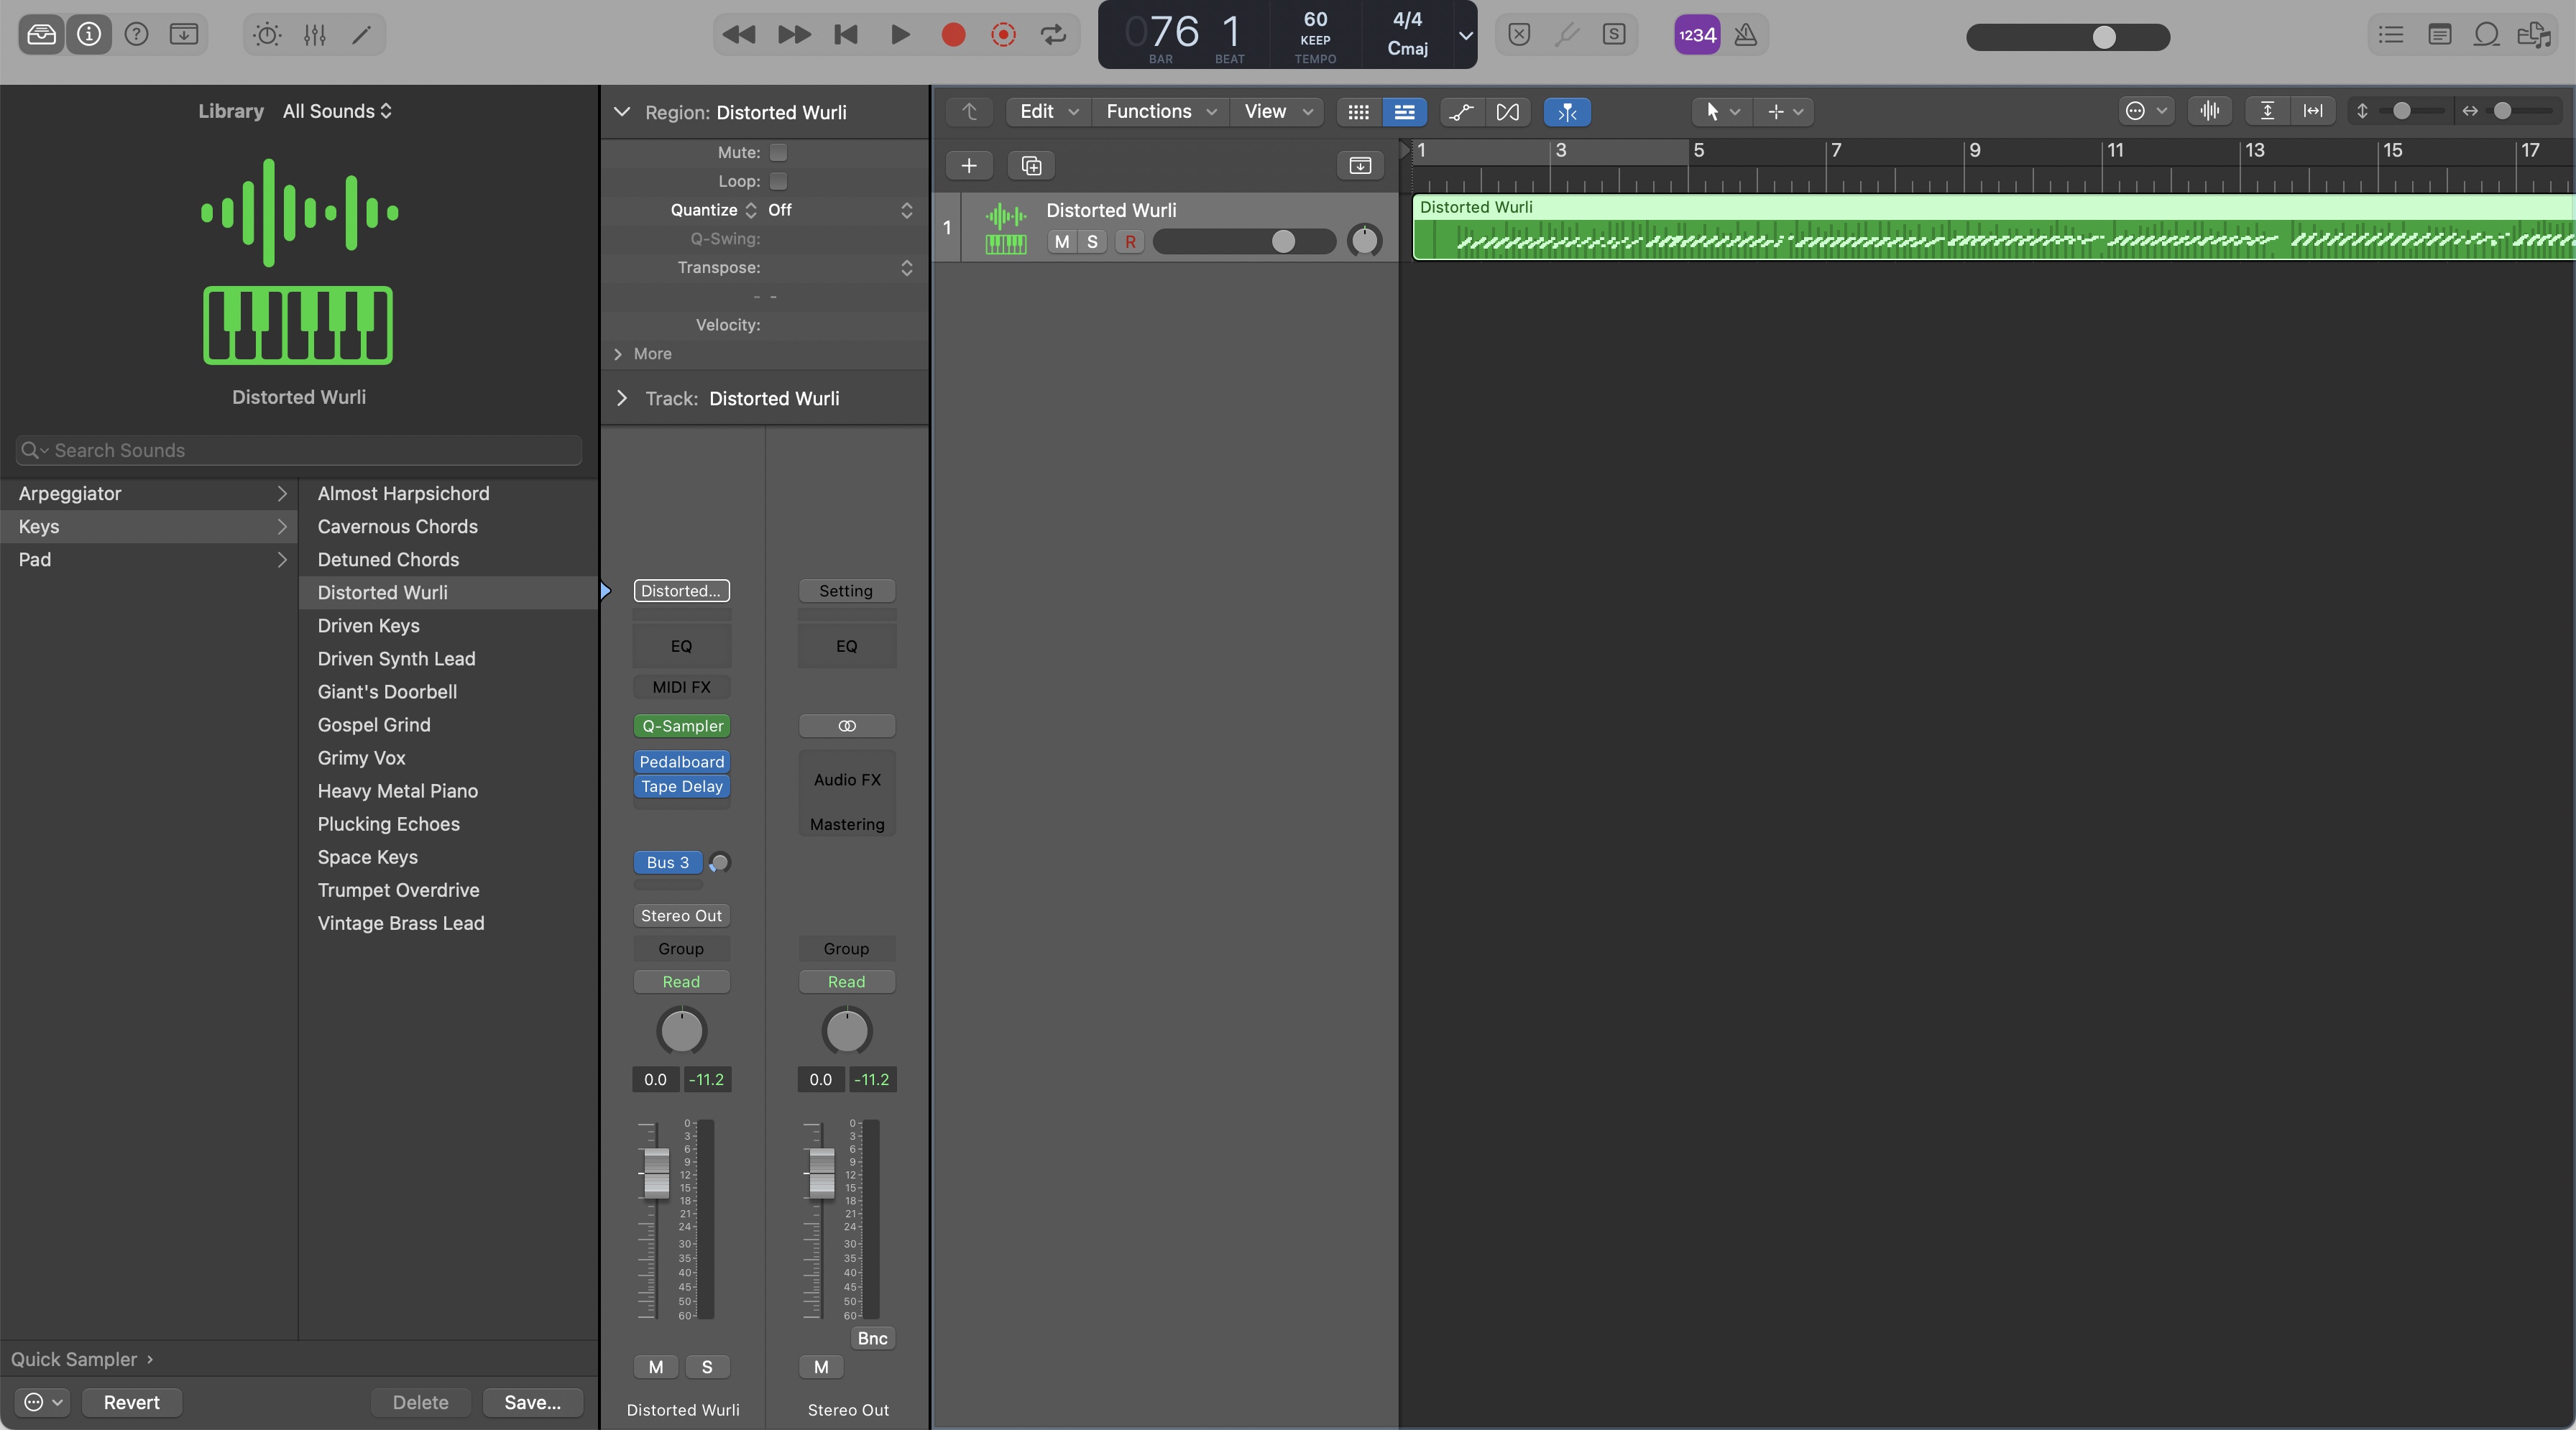 076 1
BAR BEAT
60
KEEP
TEMPO
4/4
Cmaj
S
1234
Library All Sounds
Distorted Wurli
Search Sounds
Arpeggiator
Keys
Pad
Almost Harpsichord
Cavernous Chords
Detuned Chords
Distorted Wurli
Driven Keys
Driven Synth Lead
Giant's Doorbell
Gospel Grind
Grimy Vox
Heavy Metal Piano
Plucking Echoes
Space Keys
Trumpet Overdrive
Vintage Brass Lead
Quick Sampler ›
Revert
Delete
Save...
Region: Distorted Wurli
Mute:
Loop:
Quantize Off
Q-Swing:
Transpose:
- -
Velocity:
More
Track: Distorted Wurli
Distorted...
EQ
MIDI FX
Q-Sampler
Pedalboard
Tape Delay
Bus 3
Stereo Out
Group
Read
0.0 -11.2
0
3
6
9
12
15
18
21
24
30
35
40
45
50
60
M S
Distorted Wurli
Setting
EQ
Audio FX
Mastering
Group
Read
0.0 -11.2
0
3
6
9
12
15
18
21
24
30
35
40
45
50
60
Bnc
M
Stereo Out
Edit Functions View
1 3 5 7 9 11 13 15 17
1
Distorted Wurli
M S R
Distorted Wurli